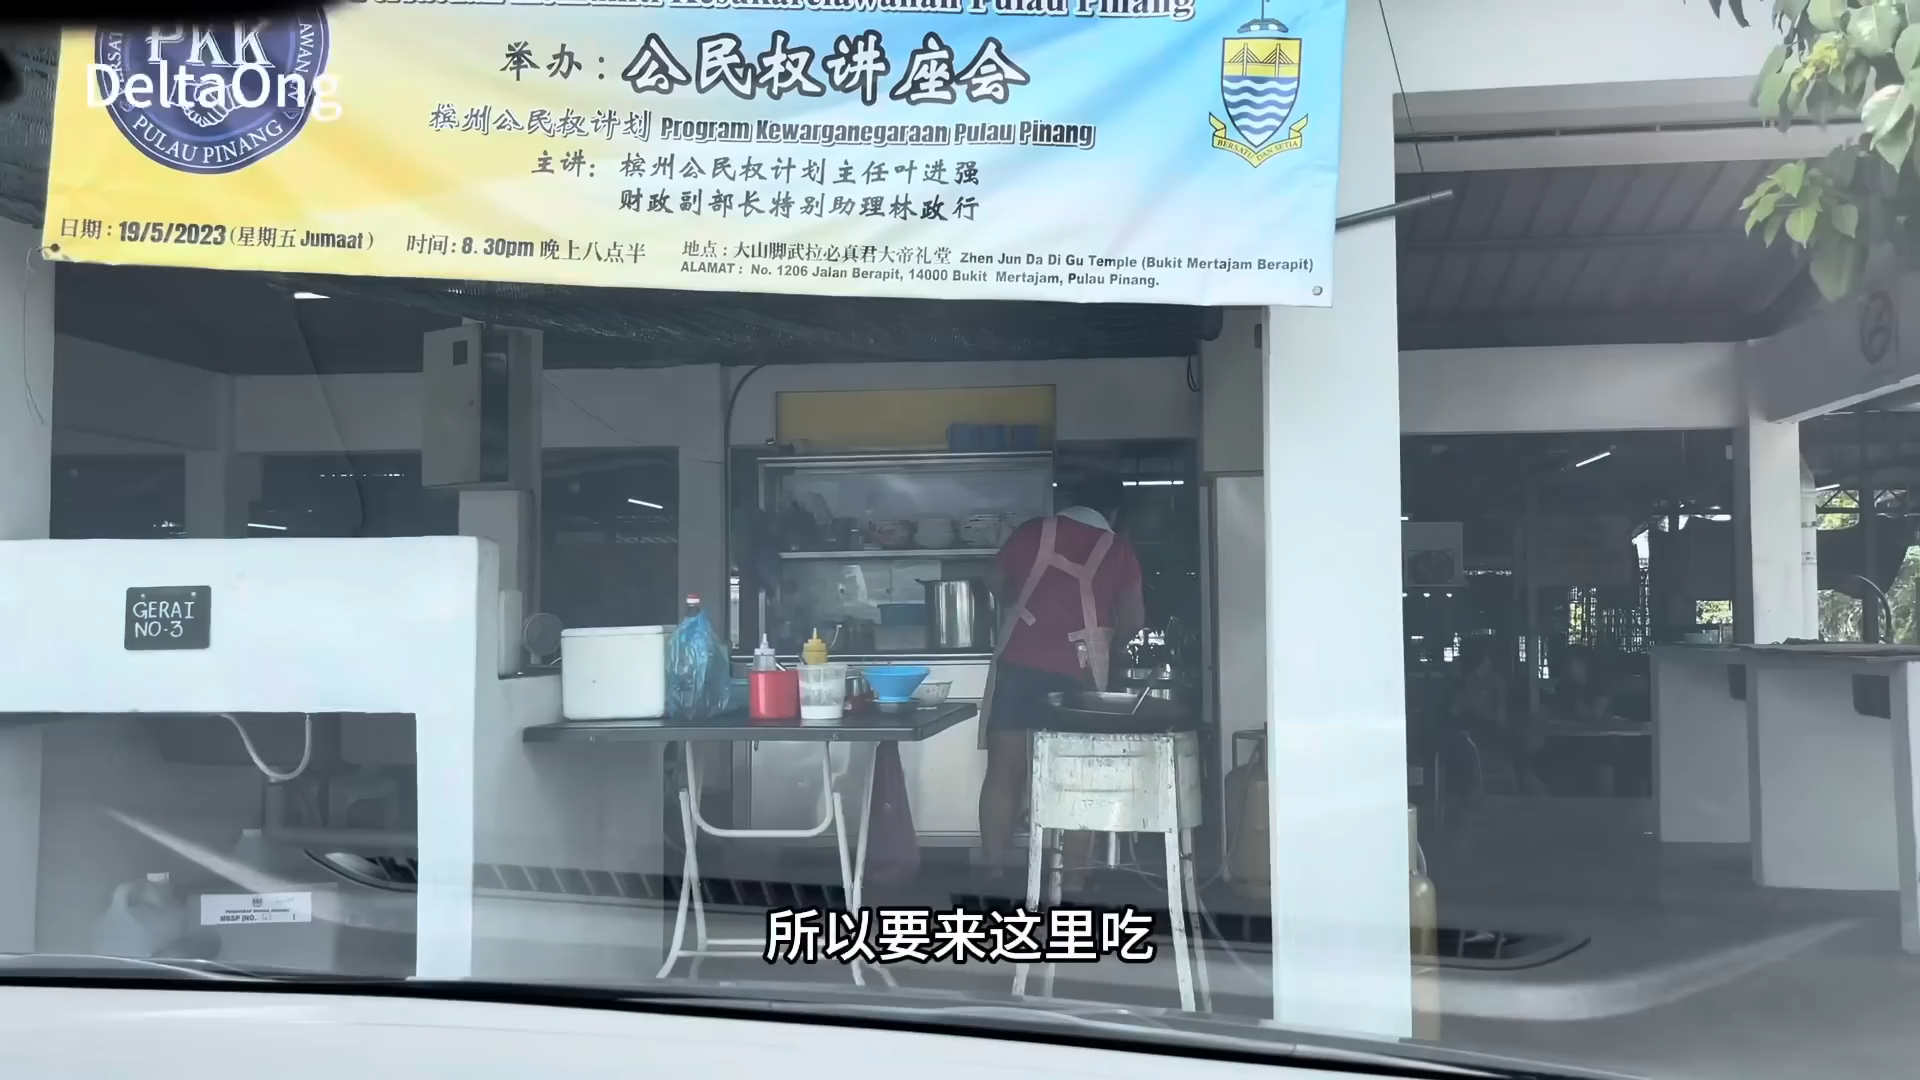 Pulau Pinang
PKK
PULAU PINANG
DeltaOng
举办：公民权讲座会
槟州公民权计划 Program Kewarganegaraan Pulau Pinang
主讲：槟州公民权计划主任叶进强
财政副部长特别助理林政行
BERSATU DAN SETIA
日期：19/5/2023 (星期五 Jumaat)
时间：8.30pm 晚上八点半
地点：大山脚武拉必真君大帝礼堂 Zhen Jun Da Di Gu Temple (Bukit Mertajam Berapit)
ALAMAT : No. 1206 Jalan Berapit, 14000 Bukit Mertajam, Pulau Pinang.
GERAI
NO-3
MBSP (NO.
所以要来这里吃